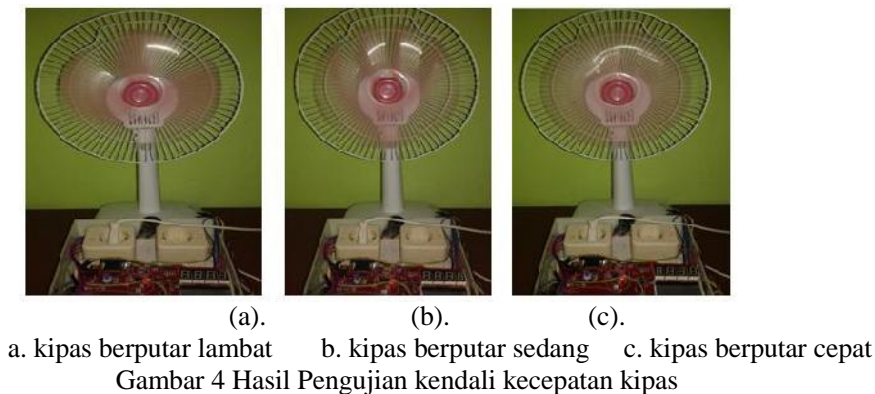 (a). (b). (c).
a. kipas berputar lambat b. kipas berputar sedang c. kipas berputar cepat
Gambar 4 Hasil Pengujian kendali kecepatan kipas